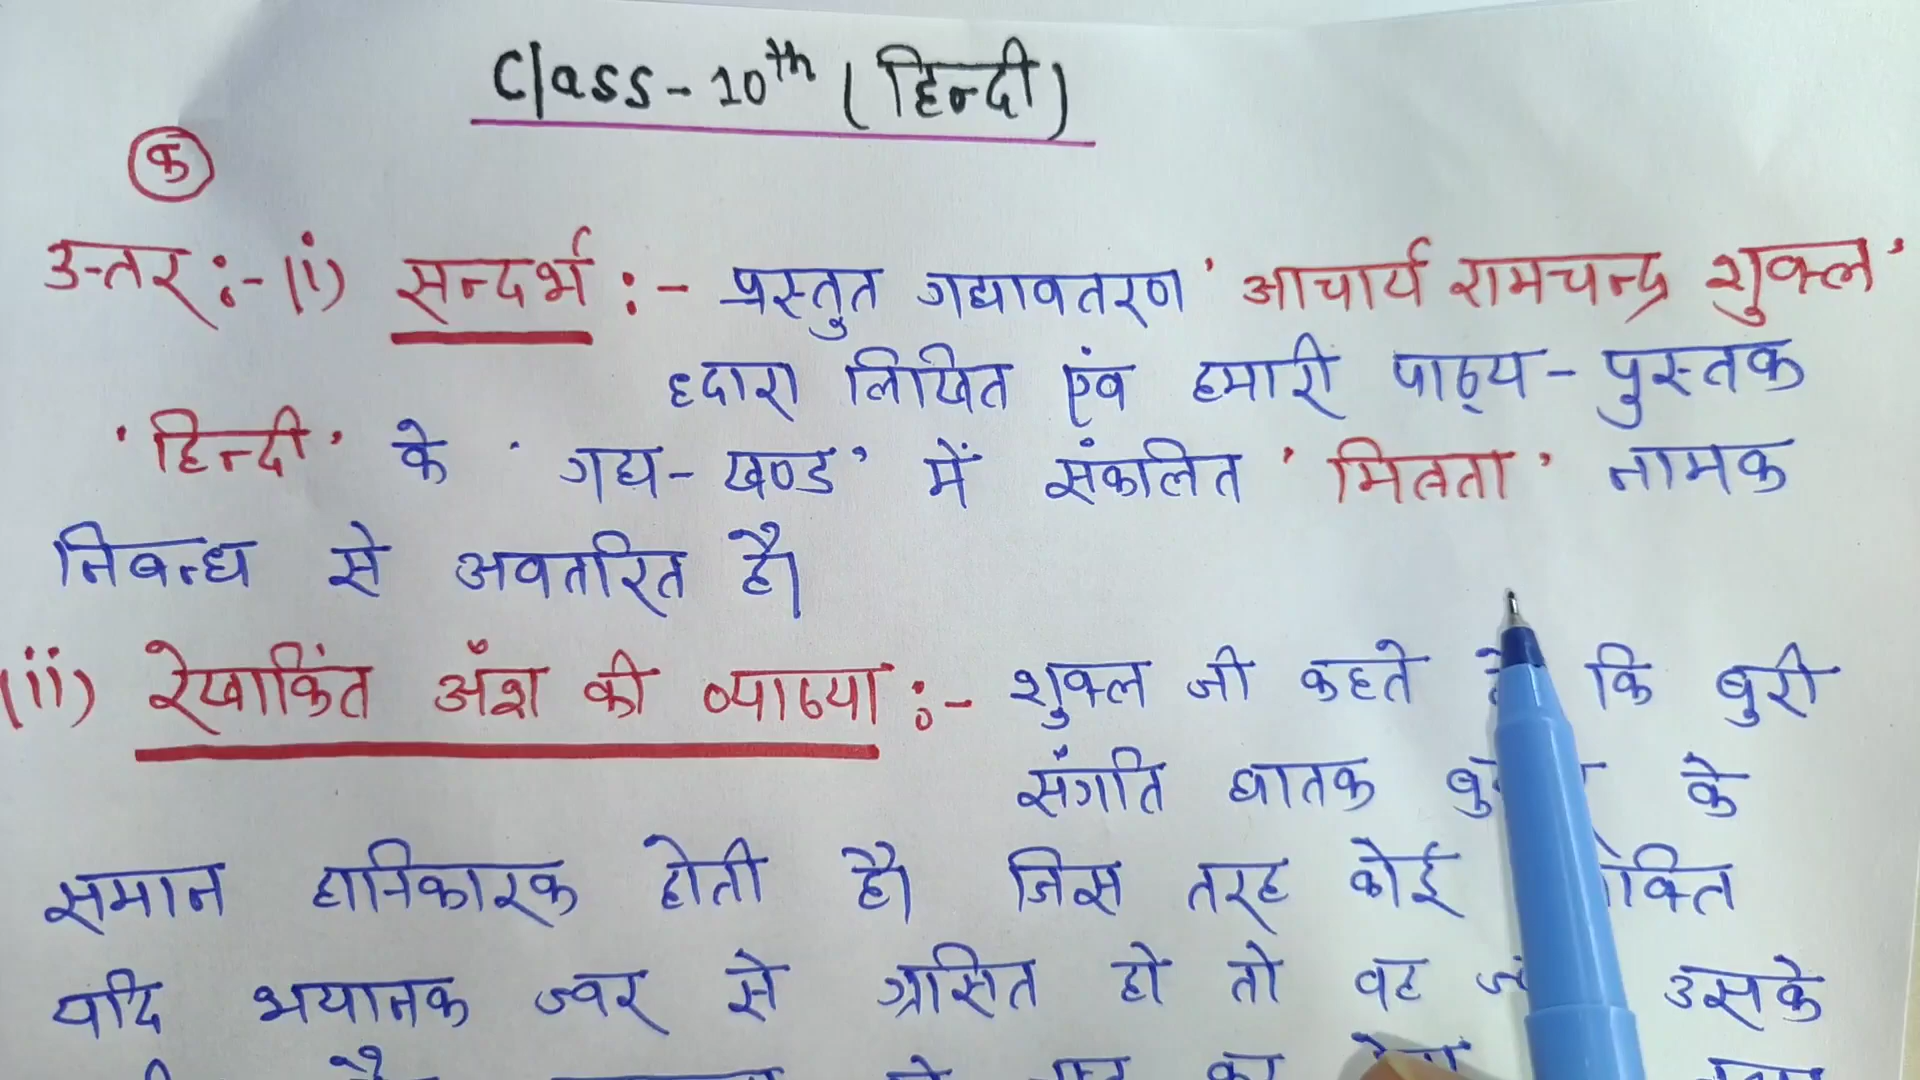 Class-10th (हिन्दी)
क
उत्तर:- (i) सन्दर्भ :- प्रस्तुत गद्यावतरण 'आचार्य रामचन्द्र शुक्ल'
द्वारा लिखित एंव हमारी पाठ्य-पुस्तक
'हिन्दी' के 'गद्य-खण्ड' में संकलित 'मित्रता' नामक
निबन्ध से अवतरित है।
(ii) रेखाकिंत अँश की व्याख्या :- शुक्ल जी कहते कि बुरी
सँगति घातक के
समान हानिकारक होती है। जिस तरह कोई
यदि भयानक ज्वर से ग्रसित हो तो वह उसके